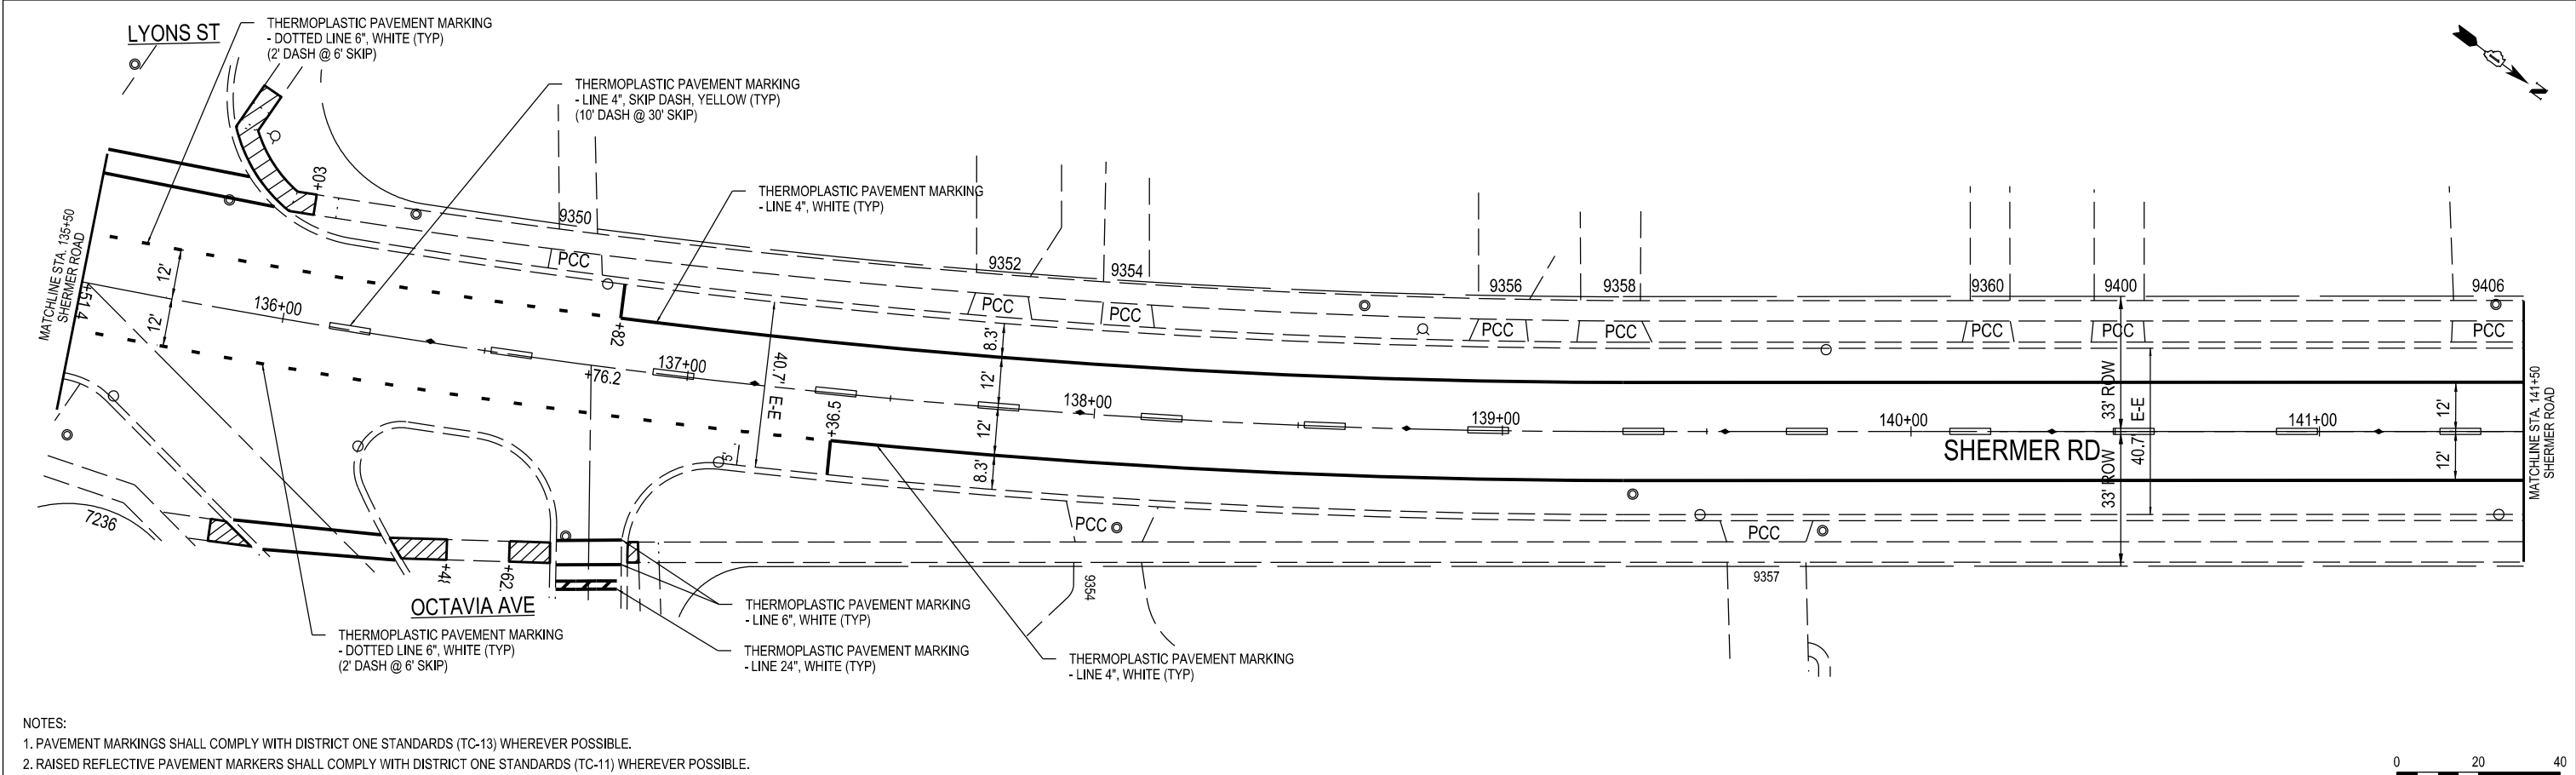 LYONS ST
THERMOPLASTIC PAVEMENT MARKING
- DOTTED LINE 6", WHITE (TYP)
(2' DASH @ 6' SKIP)
THERMOPLASTIC PAVEMENT MARKING
- LINE 4", SKIP DASH, YELLOW (TYP)
(10' DASH @ 30' SKIP)
THERMOPLASTIC PAVEMENT MARKING
- LINE 4", WHITE (TYP)
N
MATCHLINE STA. 135+50
SHERMER ROAD
+51.4
+03
12'
12'
136+00
9350
PCC
+82
137+00
+76.2
40.7' E-E
+36.5
8.3'
12'
12'
8.3'
5'
9352
PCC
9354
PCC
138+00
9356
PCC
9358
PCC
139+00
9360
PCC
9400
PCC
9406
PCC
140+00
SHERMER RD
33' ROW
33' ROW
40.7' E-E
141+00
12'
12'
MATCHLINE STA. 141+50
SHERMER ROAD
7236
+62
PCC
9354
PCC
9357
OCTAVIA AVE
THERMOPLASTIC PAVEMENT MARKING
- DOTTED LINE 6", WHITE (TYP)
(2' DASH @ 6' SKIP)
THERMOPLASTIC PAVEMENT MARKING
- LINE 6", WHITE (TYP)
THERMOPLASTIC PAVEMENT MARKING
- LINE 24", WHITE (TYP)
THERMOPLASTIC PAVEMENT MARKING
- LINE 4", WHITE (TYP)
NOTES:
1. PAVEMENT MARKINGS SHALL COMPLY WITH DISTRICT ONE STANDARDS (TC-13) WHEREVER POSSIBLE.
2. RAISED REFLECTIVE PAVEMENT MARKERS SHALL COMPLY WITH DISTRICT ONE STANDARDS (TC-11) WHEREVER POSSIBLE.
0 20 40